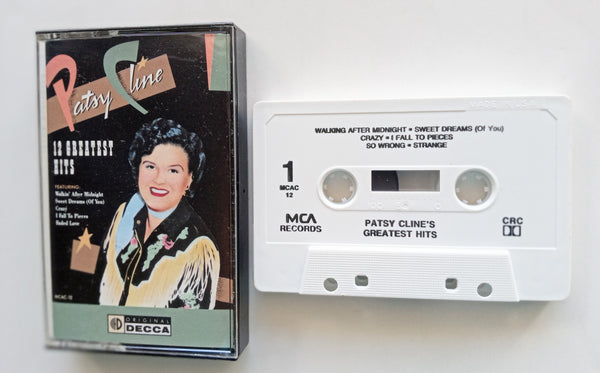 Patsy Cline
12 GREATEST
HITS
FEATURING:
Walkin' After Midnight
Sweet Dreams (Of You)
Crazy
I Fall To Pieces
Faded Love
MCAC-12
ORIGINAL
DECCA
MADE IN U.S.A.
WALKING AFTER MIDNIGHT • SWEET DREAMS (Of You)
CRAZY • I FALL TO PIECES
SO WRONG • STRANGE
1
MCAC
12
MCA
RECORDS
PATSY CLINE'S
GREATEST HITS
CRC